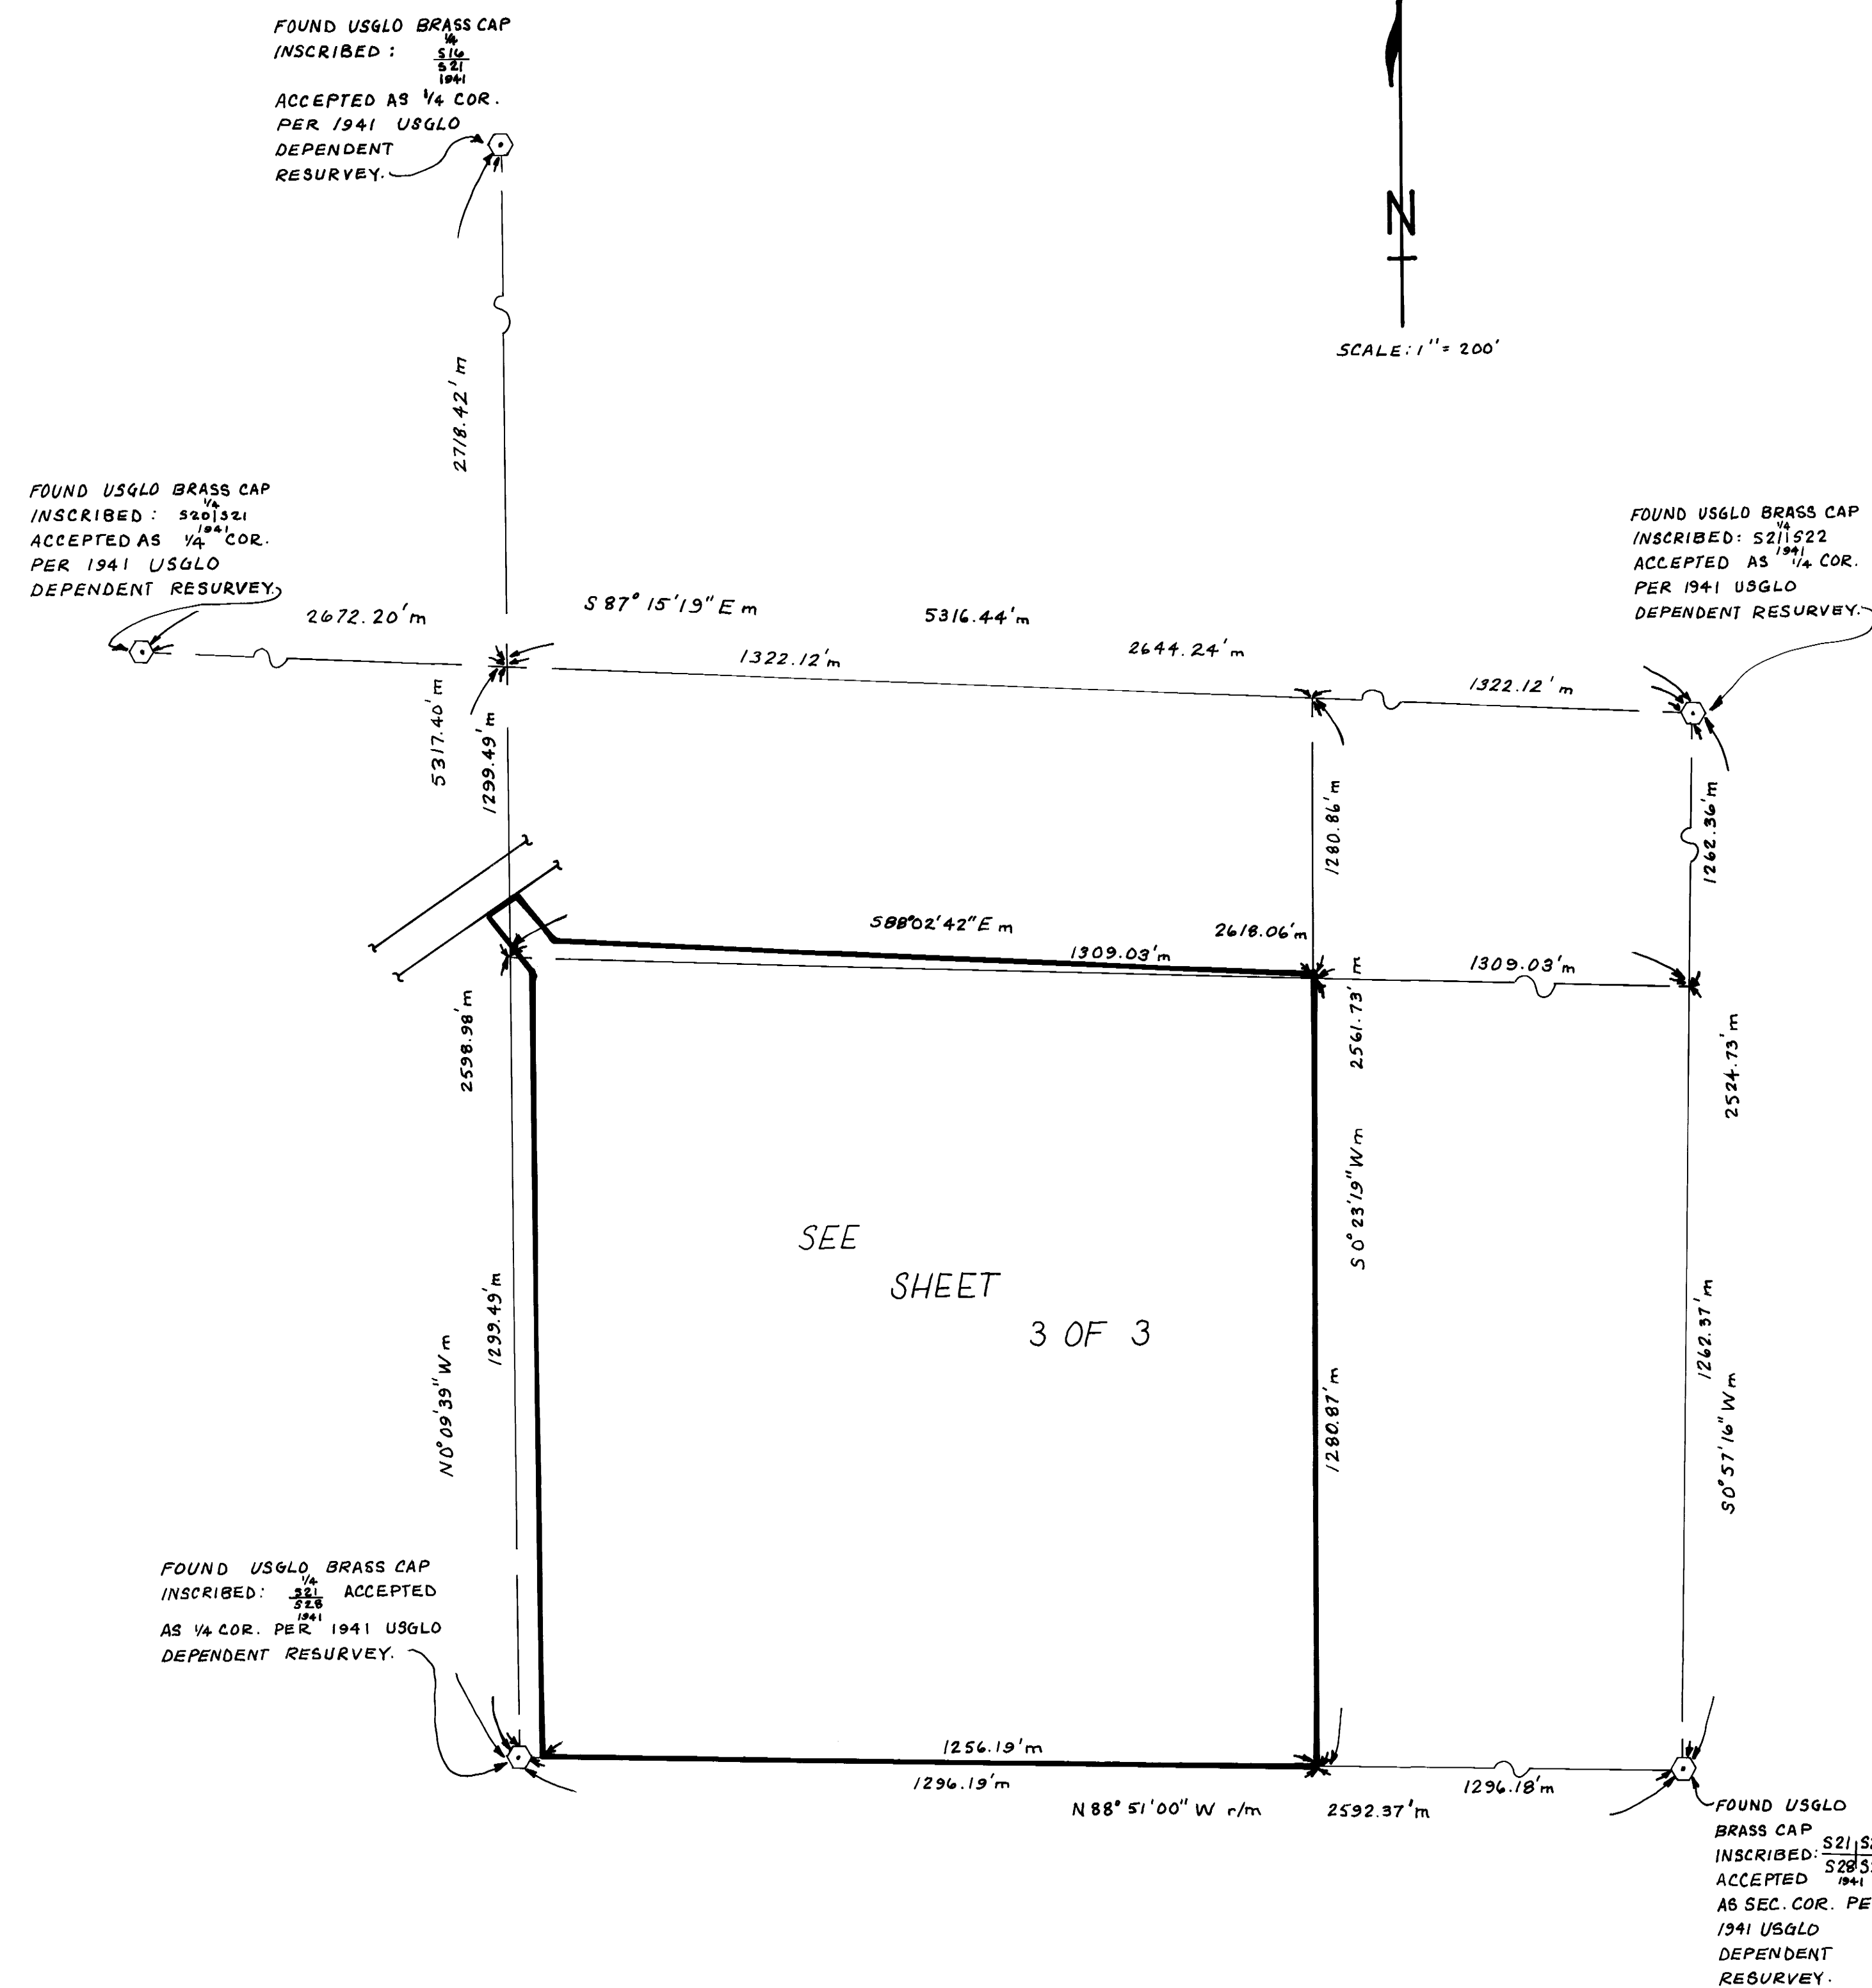 FOUND USGLO BRASS CAP
INSCRIBED : 1/4
S16
S21
1941
ACCEPTED AS 1/4 COR.
PER 1941 USGLO
DEPENDENT
RESURVEY.
N
SCALE: 1" = 200'
2718.42' m
FOUND USGLO BRASS CAP
INSCRIBED : 1/4
S20|S21
1941
ACCEPTED AS 1/4 COR.
PER 1941 USGLO
DEPENDENT RESURVEY.
FOUND USGLO BRASS CAP
INSCRIBED: 1/4
S21|S22
1941
ACCEPTED AS 1/4 COR.
PER 1941 USGLO
DEPENDENT RESURVEY.
2672.20' m
S 87° 15' 19" E m
5316.44' m
1322.12' m
2644.24' m
1322.12' m
5317.40' m
1299.49' m
1280.86' m
1262.36' m
S88°02'42" E m
2618.06' m
1309.03' m
1309.03' m
2598.98' m
2561.73' m
2524.73' m
S 0° 23' 19" W m
SEE
SHEET
3 OF 3
1299.49' m
N 0° 09' 39" W m
1280.87' m
1262.37' m
S 0° 57' 16" W m
FOUND USGLO BRASS CAP
INSCRIBED: 1/4
S21
S28
1941
ACCEPTED
AS 1/4 COR. PER 1941 USGLO
DEPENDENT RESURVEY.
1256.19' m
1296.19' m
1296.18' m
N 88° 51' 00" W r/m
2592.37' m
FOUND USGLO
BRASS CAP
INSCRIBED: S21|S2
S28|S
1941
ACCEPTED
AS SEC. COR. PE
1941 USGLO
DEPENDENT
RESURVEY.